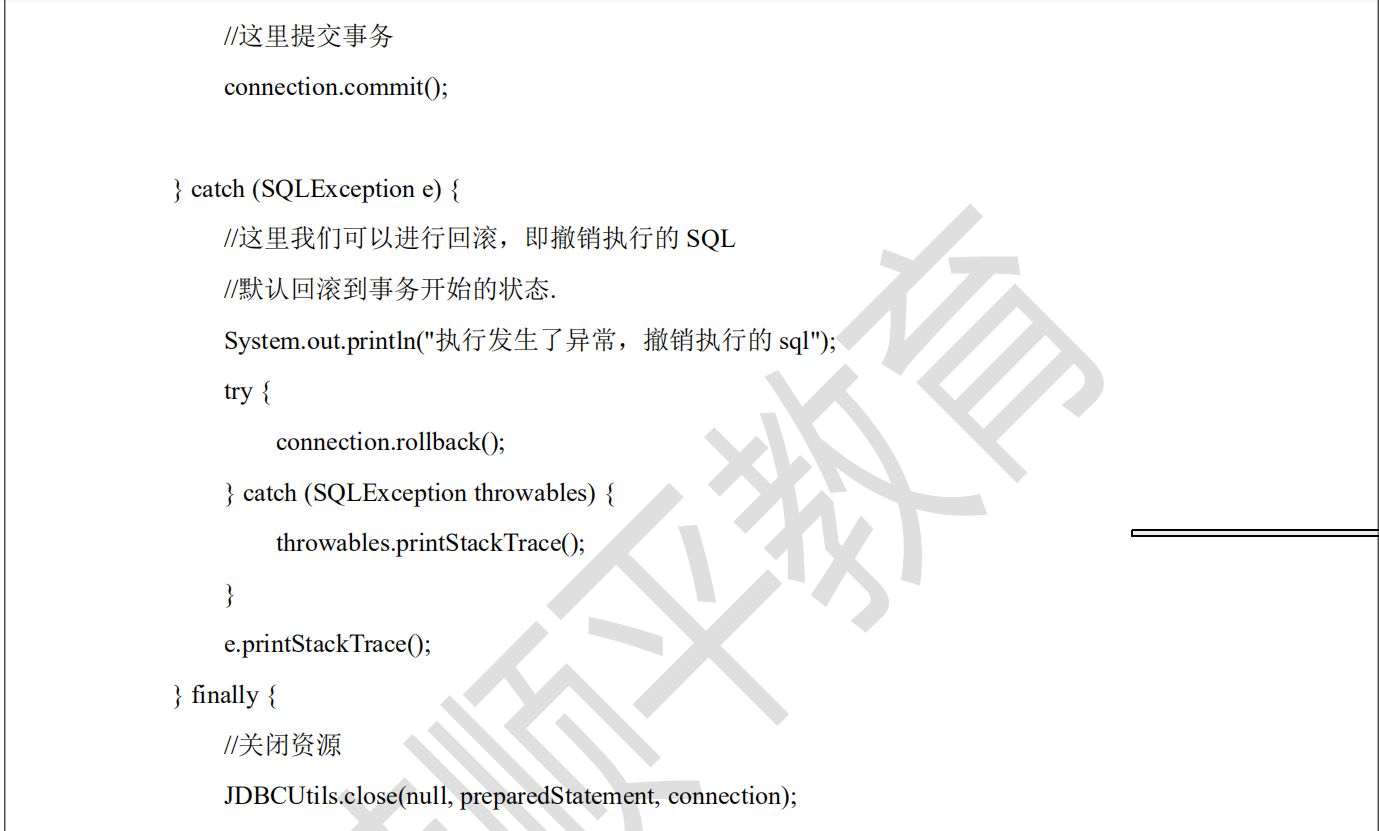 //这里提交事务
connection.commit();
} catch (SQLException e) {
//这里我们可以进行回滚，即撤销执行的 SQL
//默认回滚到事务开始的状态.
System.out.println("执行发生了异常，撤销执行的 sql");
try {
connection.rollback();
} catch (SQLException throwables) {
throwables.printStackTrace();
}
e.printStackTrace();
} finally {
//关闭资源
JDBCUtils.close(null, preparedStatement, connection);
顺平教育